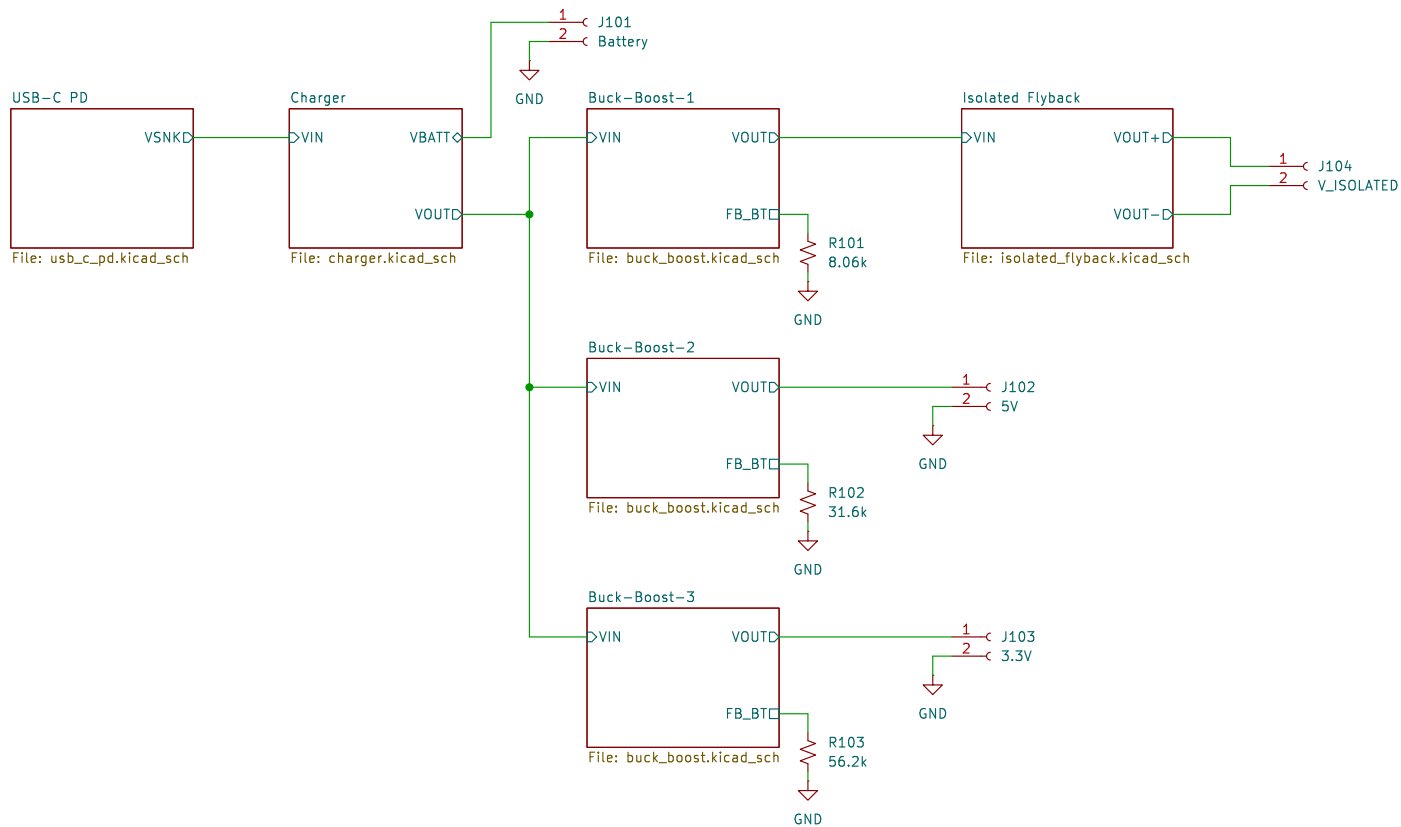 1 J101
2 Battery
GND
USB-C PD
VSNK
File: usb_c_pd.kicad_sch
Charger
VIN VBATT
VOUT
File: charger.kicad_sch
Buck-Boost-1
VIN VOUT
FB_BT
File: buck_boost.kicad_sch
R101
8.06k
GND
Isolated Flyback
VIN VOUT+
VOUT-
File: isolated_flyback.kicad_sch
1 J104
2 V_ISOLATED
Buck-Boost-2
VIN VOUT
FB_BT
File: buck_boost.kicad_sch
R102
31.6k
GND
1 J102
2 5V
GND
Buck-Boost-3
VIN VOUT
FB_BT
File: buck_boost.kicad_sch
R103
56.2k
GND
1 J103
2 3.3V
GND